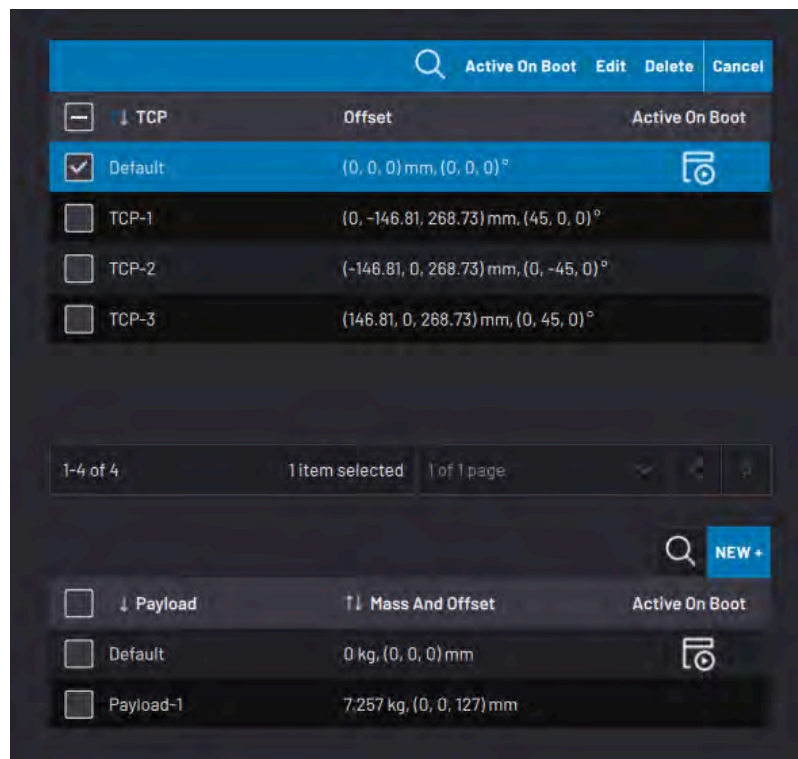 Active On Boot Edit Delete Cancel
↓ TCP Offset Active On Boot
Default (0, 0, 0) mm, (0, 0, 0)°
TCP-1 (0, -146.81, 268.73) mm, (45, 0, 0)°
TCP-2 (-146.81, 0, 268.73) mm, (0, -45, 0)°
TCP-3 (146.81, 0, 268.73) mm, (0, 45, 0)°
1-4 of 4 1 item selected 1 of 1 page
NEW +
↓ Payload ↑↓ Mass And Offset Active On Boot
Default 0 kg, (0, 0, 0) mm
Payload-1 7.257 kg, (0, 0, 127) mm